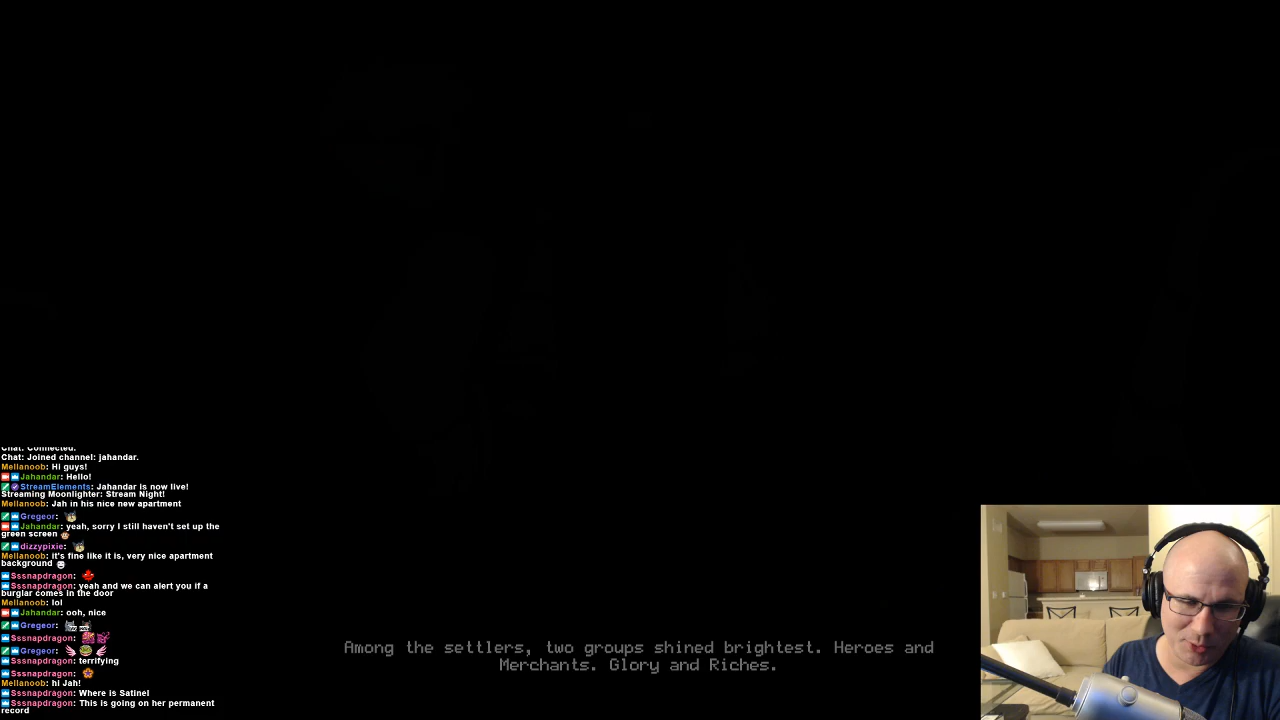 Chat: Connected.
Chat: Joined channel: jahandar.
Mellanoob: Hi guys!
Jahandar: Hello!
StreamElements: Jahandar is now live!
Streaming Moonlighter: Stream Night!
Mellanoob: Jah in his nice new apartment
Gregeor:
Jahandar: yeah, sorry I still haven't set up the
green screen
dizzypixie:
Mellanoob: it's fine like it is, very nice apartment
background
Sssnapdragon:
Sssnapdragon: yeah and we can alert you if a
burglar comes in the door
Mellanoob: lol
Jahandar: ooh, nice
Gregeor:
Sssnapdragon:
Gregeor:
Sssnapdragon: terrifying
Sssnapdragon:
Mellanoob: hi Jah!
Sssnapdragon: Where is Satinel
Sssnapdragon: This is going on her permanent
record
Among the settlers, two groups shined brightest. Heroes and
Merchants. Glory and Riches.